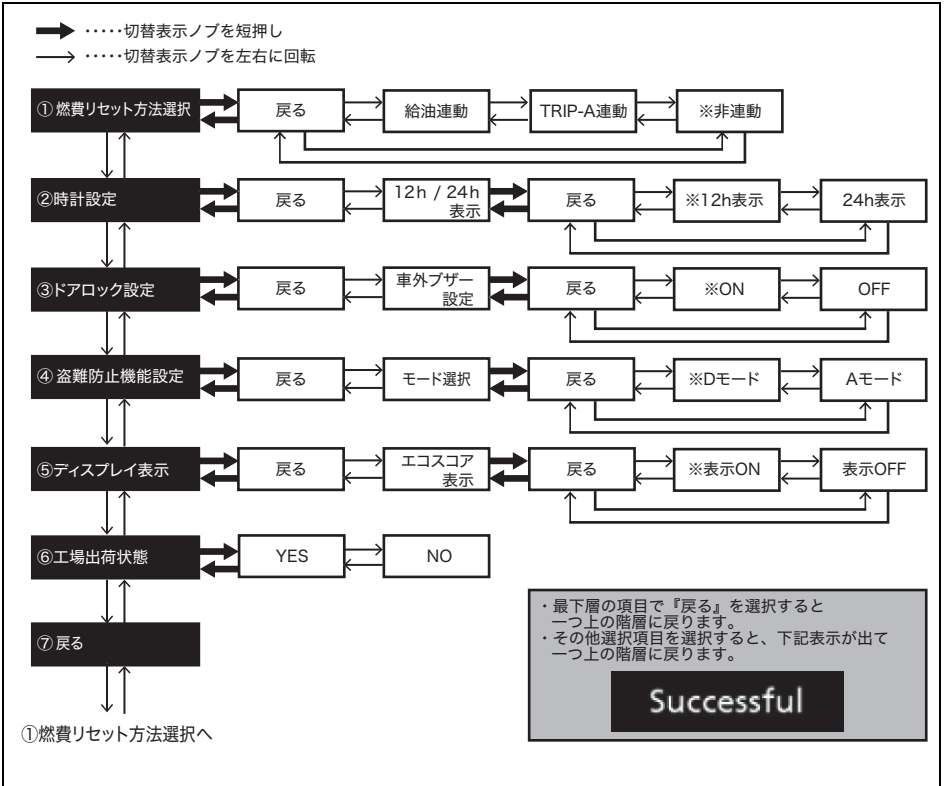 ･････切替表示ノブを短押し
･････切替表示ノブを左右に回転
①燃費リセット方法選択
戻る
給油連動
TRIP-A連動
※非連動
②時計設定
戻る
12h / 24h
表示
戻る
※12h表示
24h表示
③ドアロック設定
戻る
車外ブザー
設定
戻る
※ON
OFF
④盗難防止機能設定
戻る
モード選択
戻る
※Dモード
Aモード
⑤ディスプレイ表示
戻る
エコスコア
表示
戻る
※表示ON
表示OFF
⑥工場出荷状態
YES
NO
⑦戻る
①燃費リセット方法選択へ
・最下層の項目で『戻る』を選択すると
一つ上の階層に戻ります。
・その他選択項目を選択すると、下記表示が出て
一つ上の階層に戻ります。
Successful